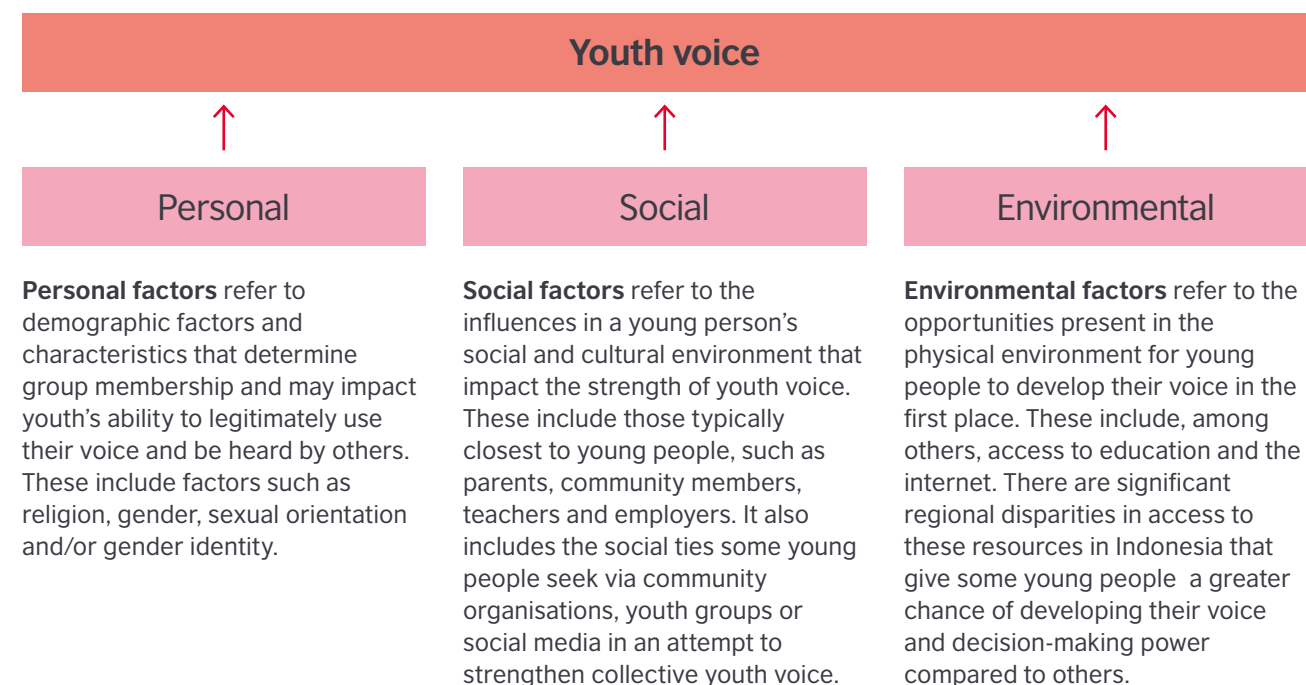 Youth voice
Personal
Social
Environmental
Personal factors refer to
demographic factors and
characteristics that determine
group membership and may impact
youth's ability to legitimately use
their voice and be heard by others.
These include factors such as
religion, gender, sexual orientation
and/or gender identity.
Social factors refer to the
influences in a young person's
social and cultural environment that
impact the strength of youth voice.
These include those typically
closest to young people, such as
parents, community members,
teachers and employers. It also
includes the social ties some young
people seek via community
organisations, youth groups or
social media in an attempt to
strengthen collective youth voice.
Environmental factors refer to the
opportunities present in the
physical environment for young
people to develop their voice in the
first place. These include, among
others, access to education and the
internet. There are significant
regional disparities in access to
these resources in Indonesia that
give some young people  a greater
chance of developing their voice
and decision-making power
compared to others.